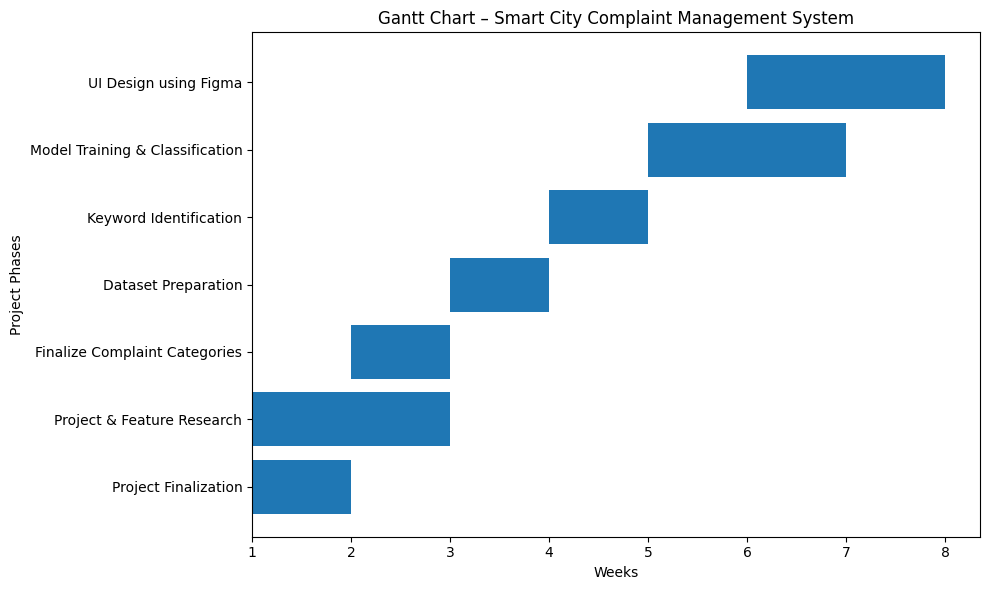 Gantt Chart – Smart City Complaint Management System
UI Design using Figma
Model Training & Classification
Keyword Identification
Dataset Preparation
Finalize Complaint Categories
Project & Feature Research
Project Finalization
Project Phases
1 2 3 4 5 6 7 8
Weeks